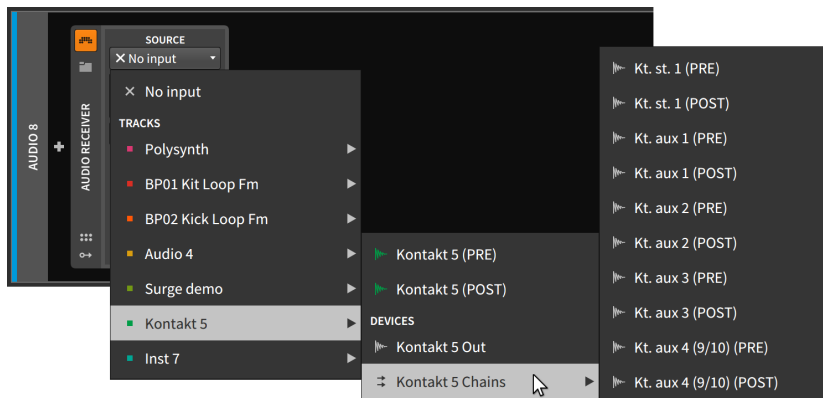 AUDIO 8
AUDIO RECEIVER
SOURCE
No input
No input
TRACKS
Polysynth
BP01 Kit Loop Fm
BP02 Kick Loop Fm
Audio 4
Surge demo
Kontakt 5
Inst 7
Kontakt 5 (PRE)
Kontakt 5 (POST)
DEVICES
Kontakt 5 Out
Kontakt 5 Chains
Kt. st. 1 (PRE)
Kt. st. 1 (POST)
Kt. aux 1 (PRE)
Kt. aux 1 (POST)
Kt. aux 2 (PRE)
Kt. aux 2 (POST)
Kt. aux 3 (PRE)
Kt. aux 3 (POST)
Kt. aux 4 (9/10) (PRE)
Kt. aux 4 (9/10) (POST)